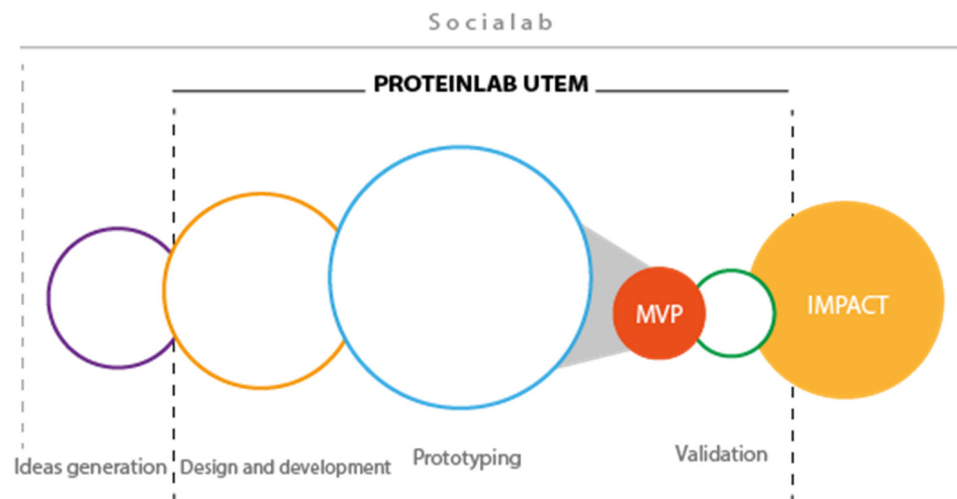 Socialab
PROTEINLAB UTEM
MVP
IMPACT
Ideas generation
Design and development
Prototyping
Validation